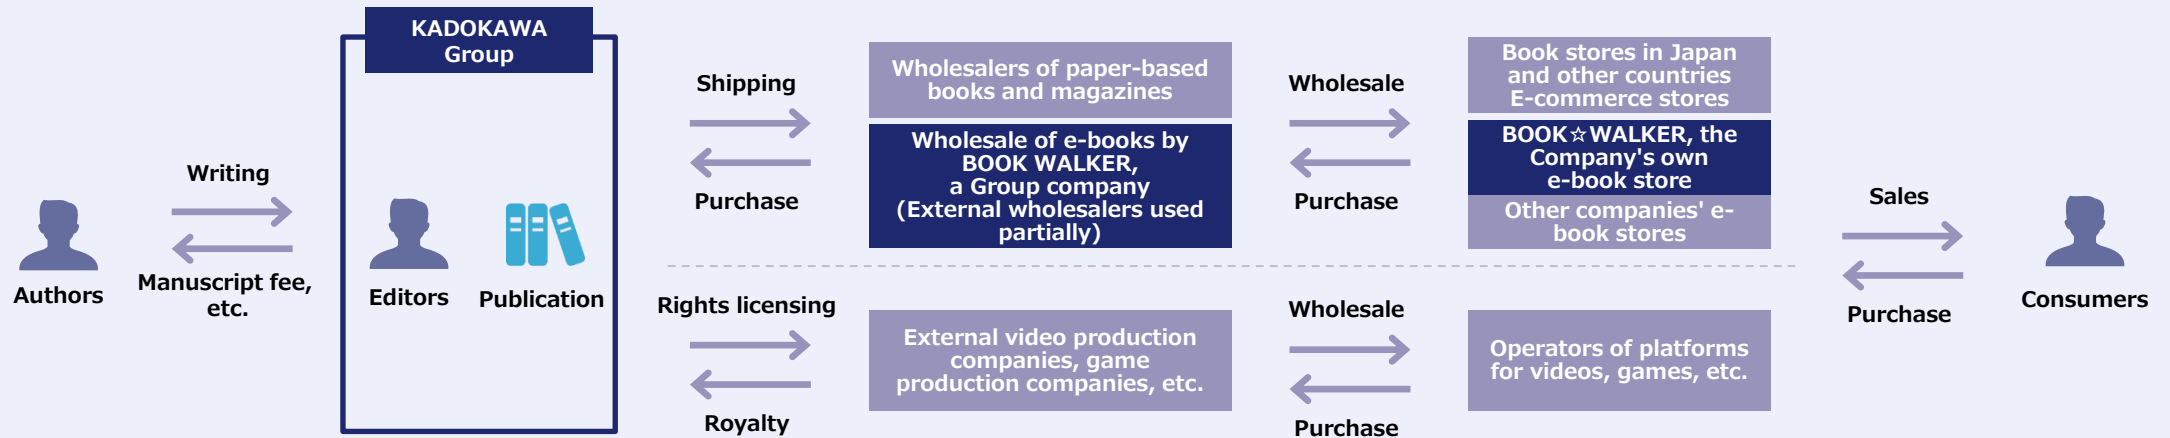 KADOKAWA
Group
Authors
Writing
Manuscript fee,
etc.
Editors
Publication
Shipping
Purchase
Wholesalers of paper-based
books and magazines
Wholesale of e-books by
BOOK WALKER,
a Group company
(External wholesalers used
partially)
Wholesale
Purchase
Book stores in Japan
and other countries
E-commerce stores
BOOK☆WALKER, the
Company's own
e-book store
Other companies' e-
book stores
Rights licensing
Royalty
External video production
companies, game
production companies, etc.
Wholesale
Purchase
Operators of platforms
for videos, games, etc.
Sales
Purchase
Consumers